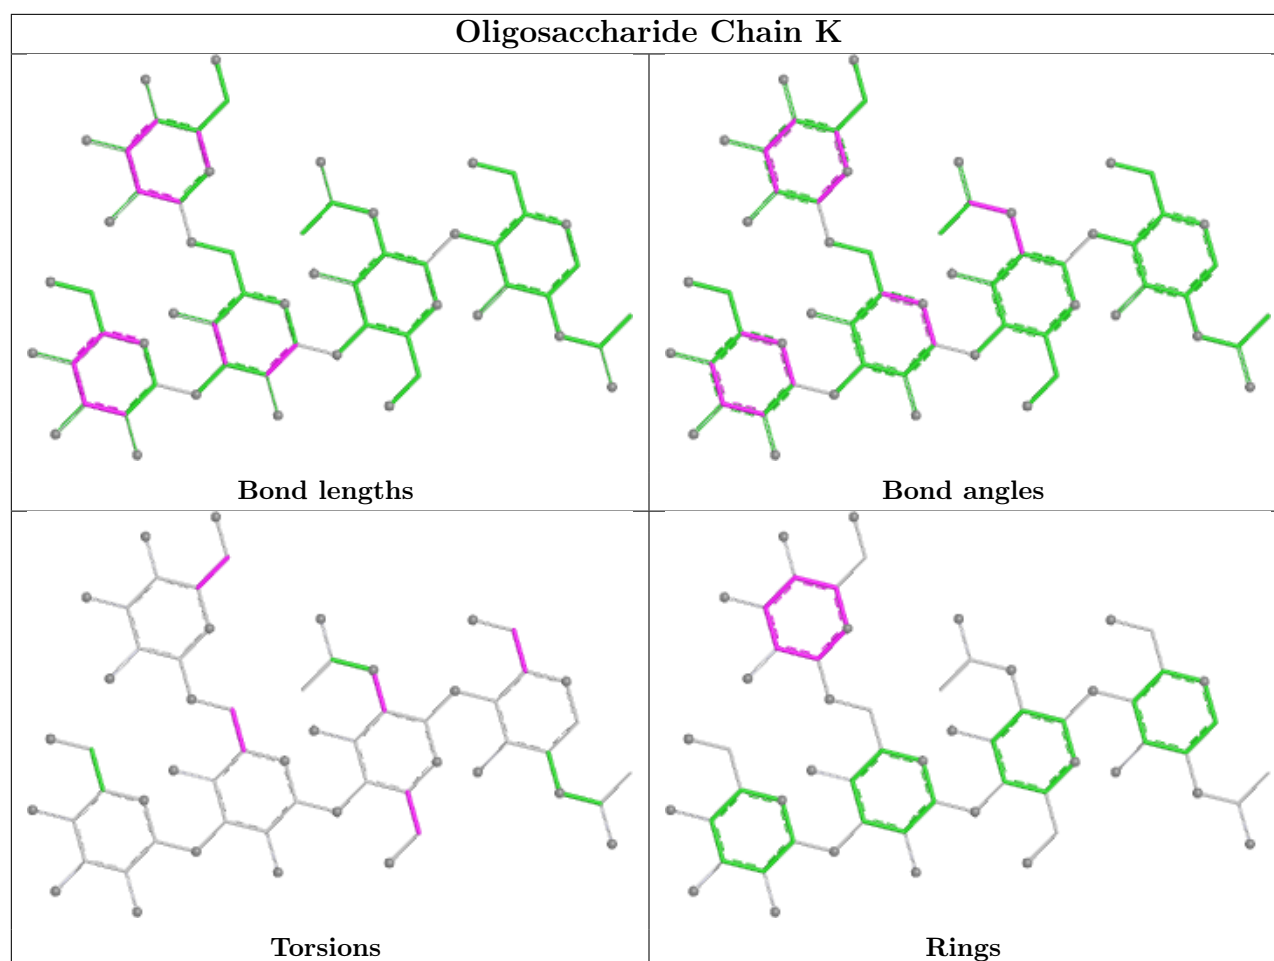 Oligosaccharide Chain K
Bond lengths
Bond angles
Torsions
Rings